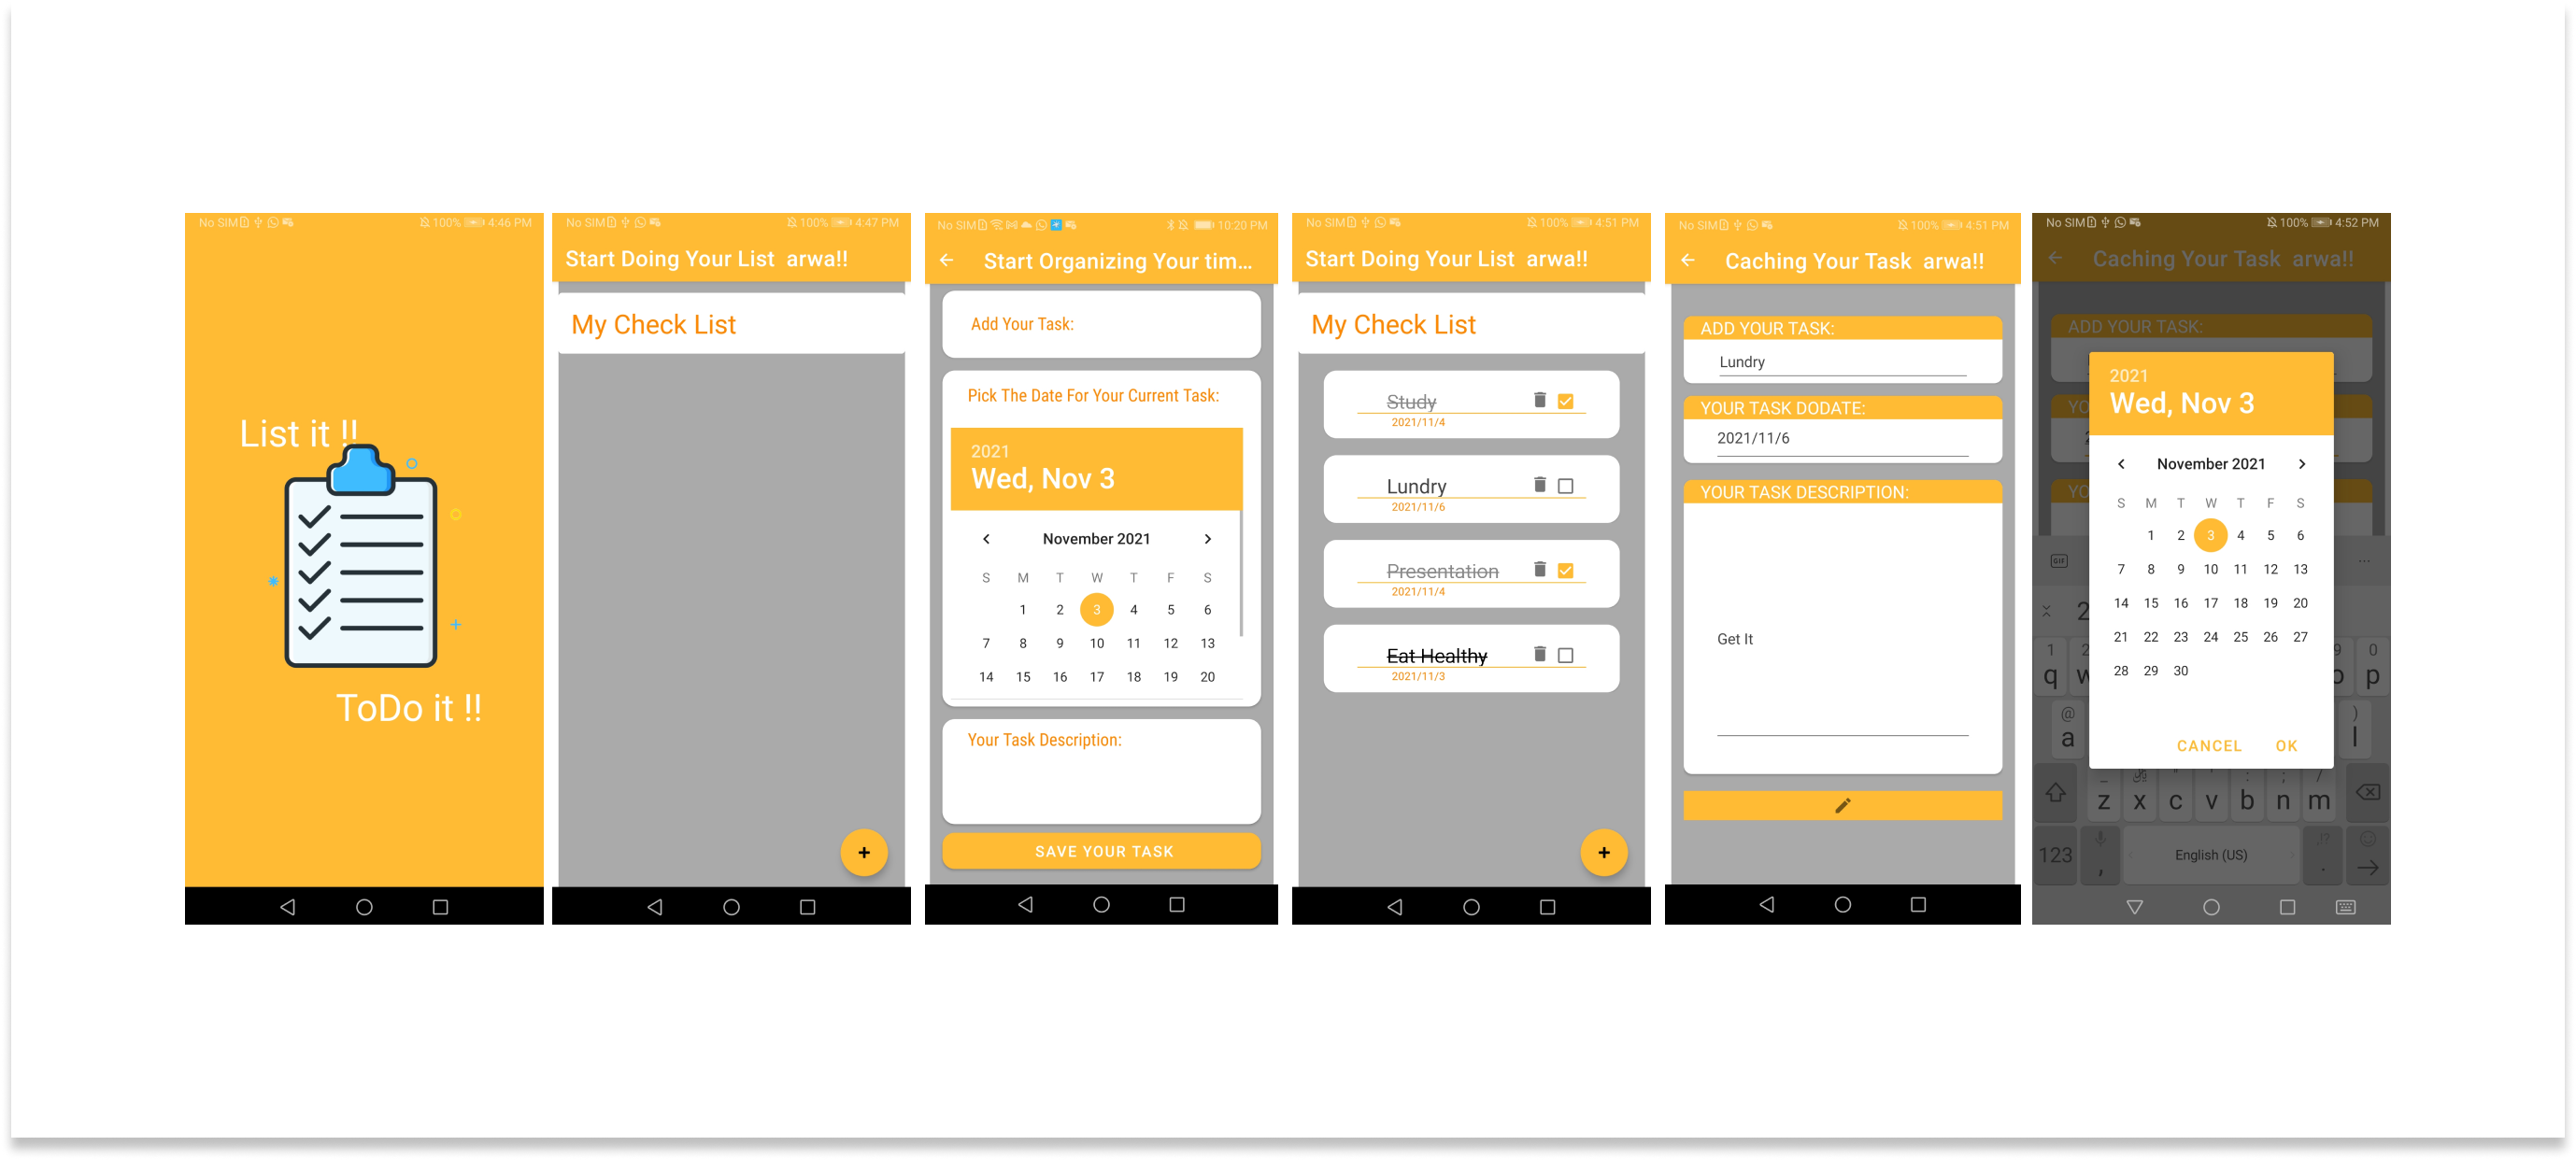 No SIM 100% 4:46 PM
List it !!
ToDo it !!
No SIM 100% 4:47 PM
Start Doing Your List arwa!!
My Check List
+
No SIM 10:20 PM
Start Organizing Your tim...
Add Your Task:
Pick The Date For Your Current Task:
2021
Wed, Nov 3
November 2021
S M T W T F S
1 2 3 4 5 6
7 8 9 10 11 12 13
14 15 16 17 18 19 20
Your Task Description:
SAVE YOUR TASK
No SIM 100% 4:51 PM
Start Doing Your List arwa!!
My Check List
Study
2021/11/4
Lundry
2021/11/6
Presentation
2021/11/4
Eat Healthy
2021/11/3
+
No SIM 100% 4:51 PM
Caching Your Task arwa!!
ADD YOUR TASK:
Lundry
YOUR TASK DODATE:
2021/11/6
YOUR TASK DESCRIPTION:
Get It
No SIM 100% 4:52 PM
Caching Your Task arwa!!
ADD YOUR TASK:
YO
YO
2021
Wed, Nov 3
November 2021
S M T W T F S
1 2 3 4 5 6
7 8 9 10 11 12 13
14 15 16 17 18 19 20
21 22 23 24 25 26 27
28 29 30
CANCEL OK
GIF ...
2
1 2 9 0
q w o p
@ )
a l
_ " ' : ; /
z x c v b n m
123 , English (US) .